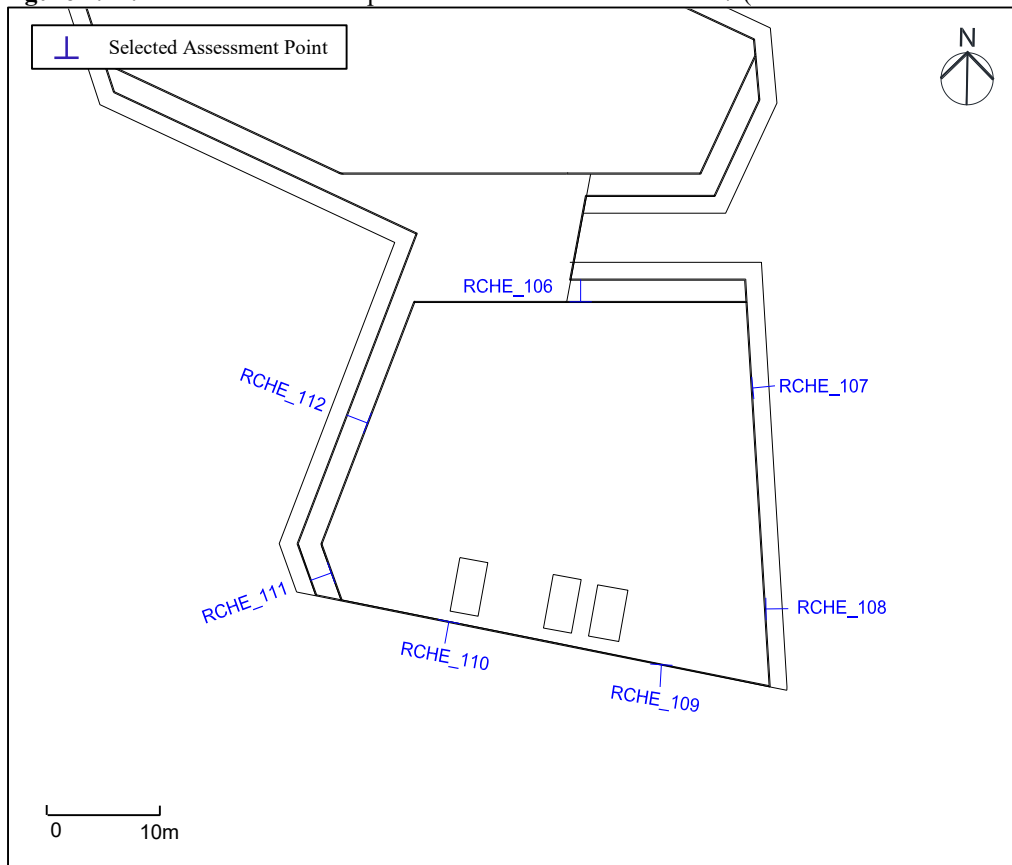 Selected Assessment Point
N
RCHE_106
RCHE_107
RCHE_112
RCHE_111
RCHE_108
RCHE_110
RCHE_109
0 10m